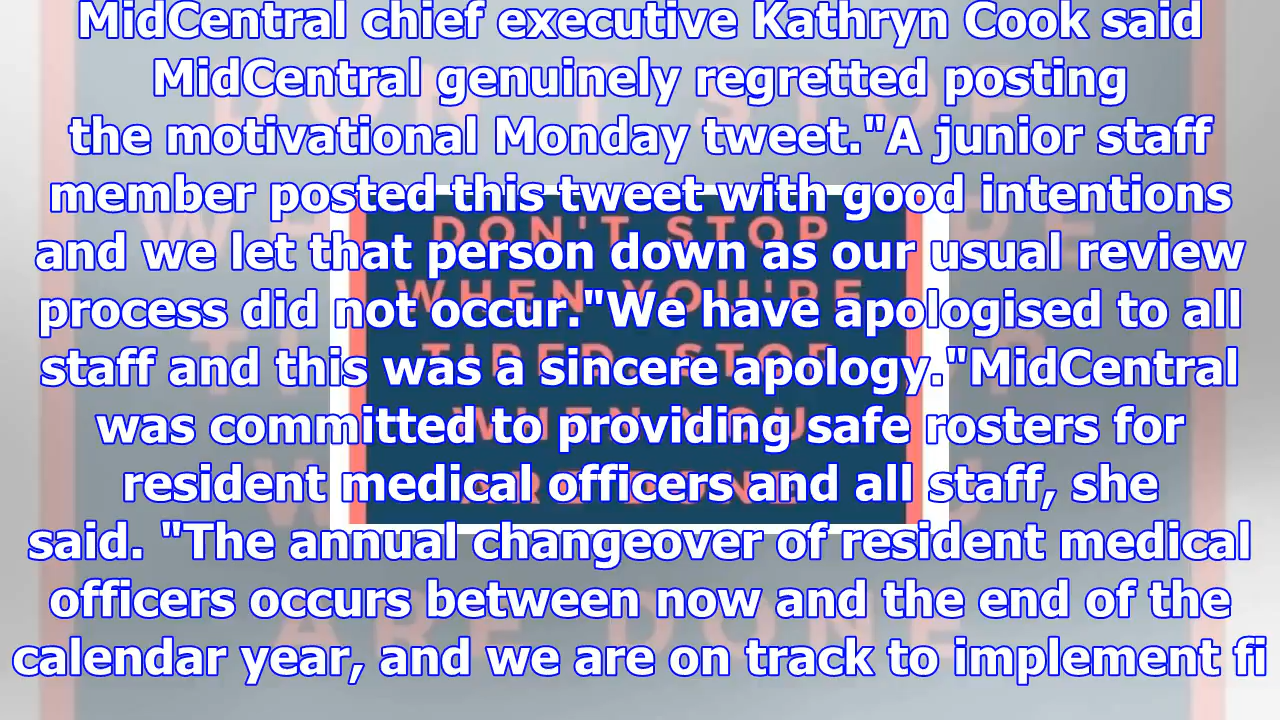 MidCentral chief executive Kathryn Cook said
MidCentral genuinely regretted posting
the motivational Monday tweet."A junior staff
member posted this tweet with good intentions
and we let that person down as our usual review
process did not occur."We have apologised to all
staff and this was a sincere apology."MidCentral
was committed to providing safe rosters for
resident medical officers and all staff, she
said. "The annual changeover of resident medical
officers occurs between now and the end of the
calendar year, and we are on track to implement fi
DON'T STOP
WHEN YOU'RE
TIRED. STOP
WHEN YOU
ARE DONE